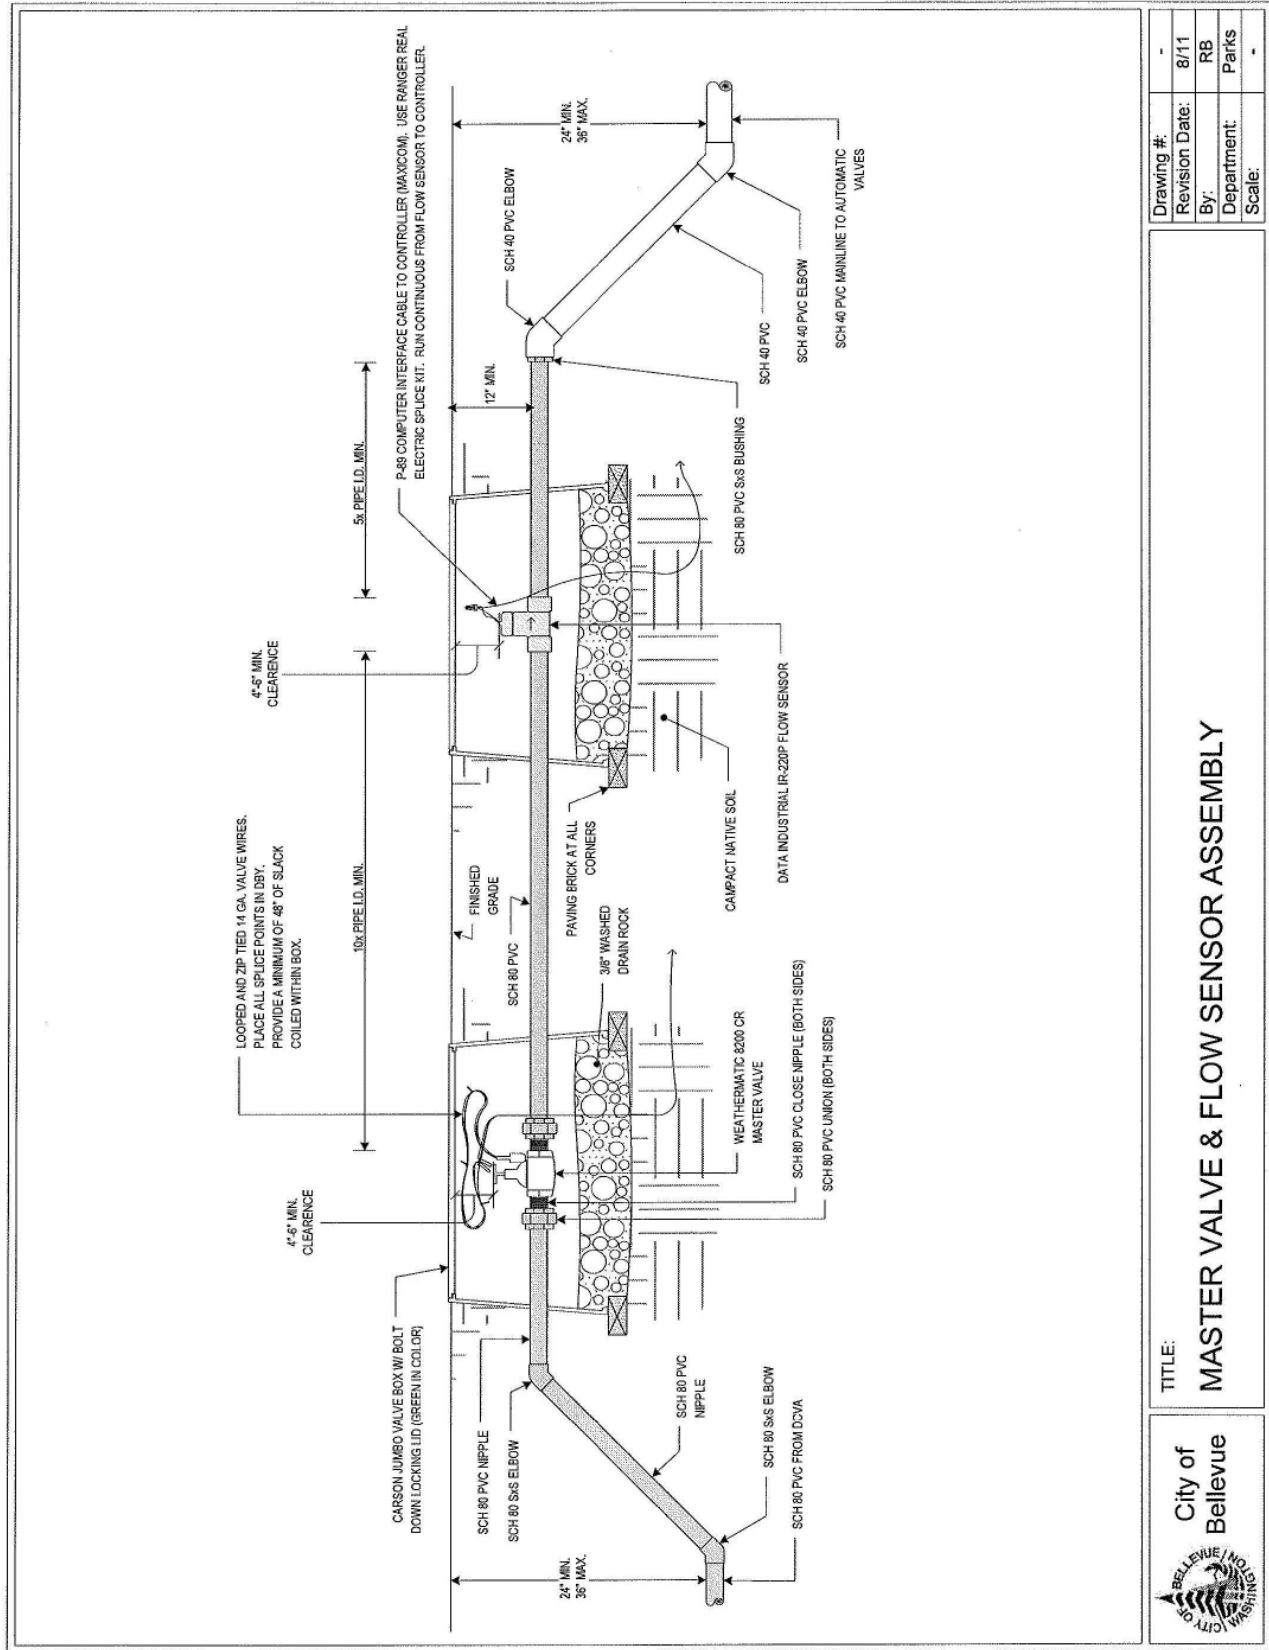 LOOPED AND ZIP TIED 14 GA. VALVE WIRES.
PLACE ALL SPLICE POINTS IN DBY.
PROVIDE A MINIMUM OF 48" OF SLACK
COILED WITHIN BOX.
4"-6" MIN.
CLEARENCE
CARSON JUMBO VALVE BOX W/ BOLT
DOWN LOCKING LID (GREEN IN COLOR)
10x PIPE I.D. MIN.
4"-6" MIN.
CLEARENCE
5x PIPE I.D. MIN.
P-89 COMPUTER INTERFACE CABLE TO CONTROLLER (MAXICOM). USE RANGER REAL
ELECTRIC SPLICE KIT. RUN CONTINUOUS FROM FLOW SENSOR TO CONTROLLER.
SCH 80 PVC NIPPLE
SCH 80 SxS ELBOW
FINISHED
GRADE
SCH 80 PVC
12" MIN.
SCH 40 PVC ELBOW
24" MIN.
36" MAX.
24" MIN.
36" MAX.
PAVING BRICK AT ALL
CORNERS
3/8" WASHED
DRAIN ROCK
SCH 80 PVC
NIPPLE
SCH 80 SxS ELBOW
SCH 80 PVC FROM DCVA
WEATHERMATIC 8200 CR
MASTER VALVE
SCH 80 PVC CLOSE NIPPLE (BOTH SIDES)
SCH 80 PVC UNION (BOTH SIDES)
CAMPACT NATIVE SOIL
DATA INDUSTRIAL IR-220P FLOW SENSOR
SCH 80 PVC SxS BUSHING
SCH 40 PVC
SCH 40 PVC ELBOW
SCH 40 PVC MAINLINE TO AUTOMATIC
VALVES
CITY OF BELLEVUE
WASHINGTON
City of
Bellevue
TITLE:
MASTER VALVE & FLOW SENSOR ASSEMBLY
Drawing #: -
Revision Date: 8/11
By: RB
Department: Parks
Scale: -